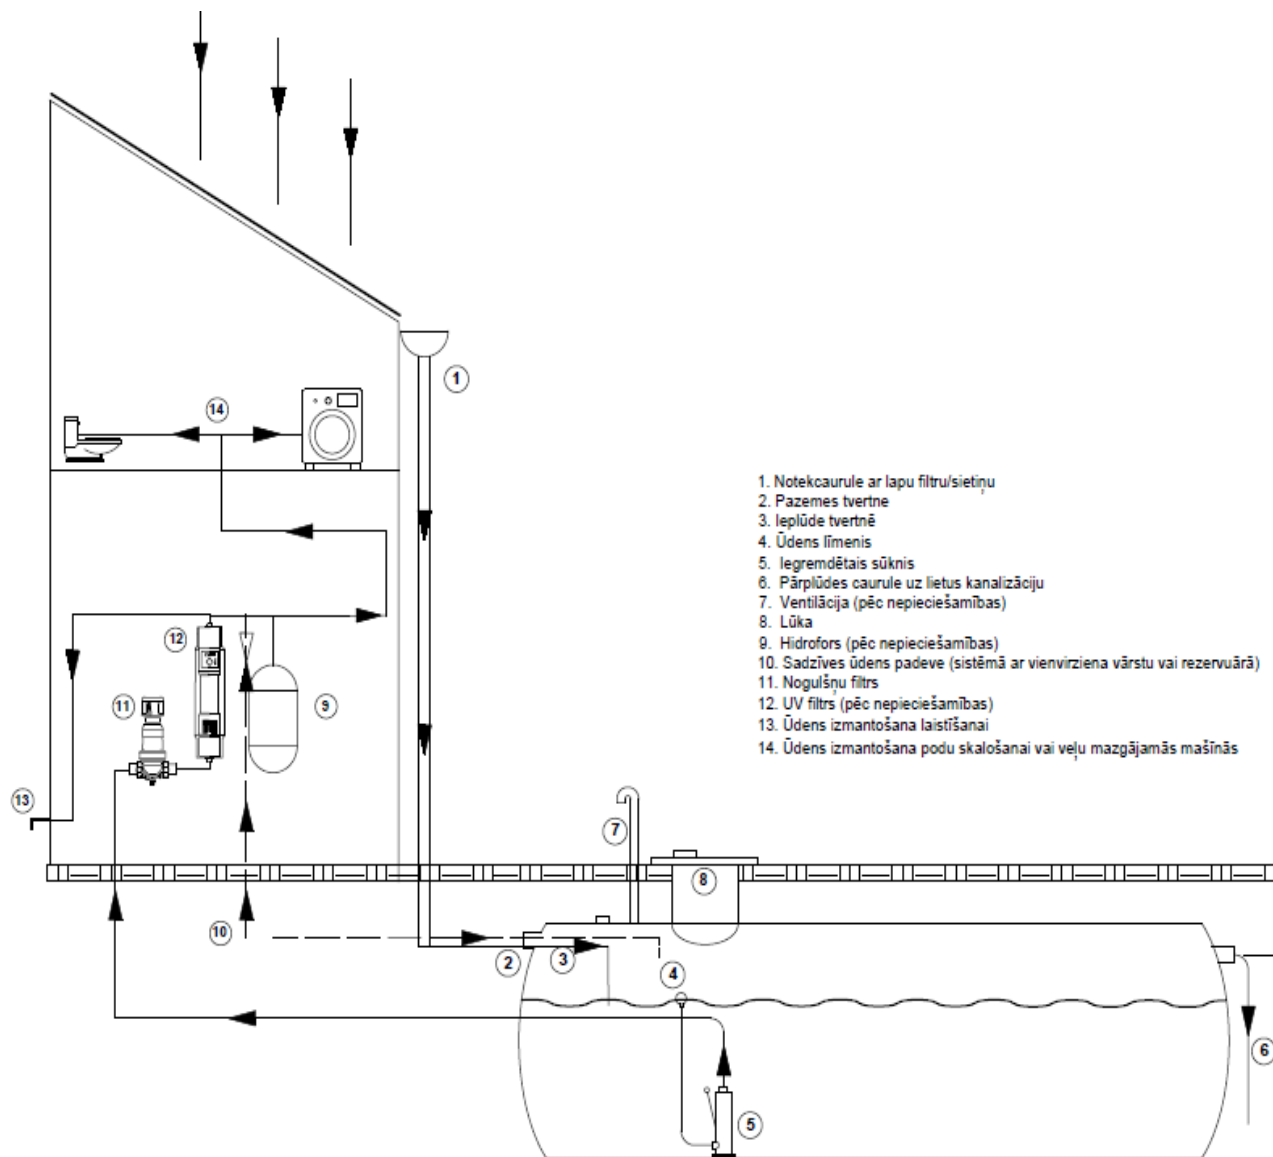 1
14
1. Notekcaurule ar lapu filtru/sietiņu
2. Pazemes tvertne
3. Ieplūde tvertnē
4. Ūdens līmenis
5. Iegremdētais sūknis
6. Pārplūdes caurule uz lietus kanalizāciju
7. Ventilācija (pēc nepieciešamības)
8. Lūka
9. Hidrofors (pēc nepieciešamības)
10. Sadzīves ūdens padeve (sistēmā ar vienvirziena vārstu vai rezervuārā)
11. Nogulšņu filtrs
12. UV filtrs (pēc nepieciešamības)
13. Ūdens izmantošana laistīšanai
14. Ūdens izmantošana podu skalošanai vai veļu mazgājamās mašīnās
12
11
9
13
7
8
10
2
3
4
6
5